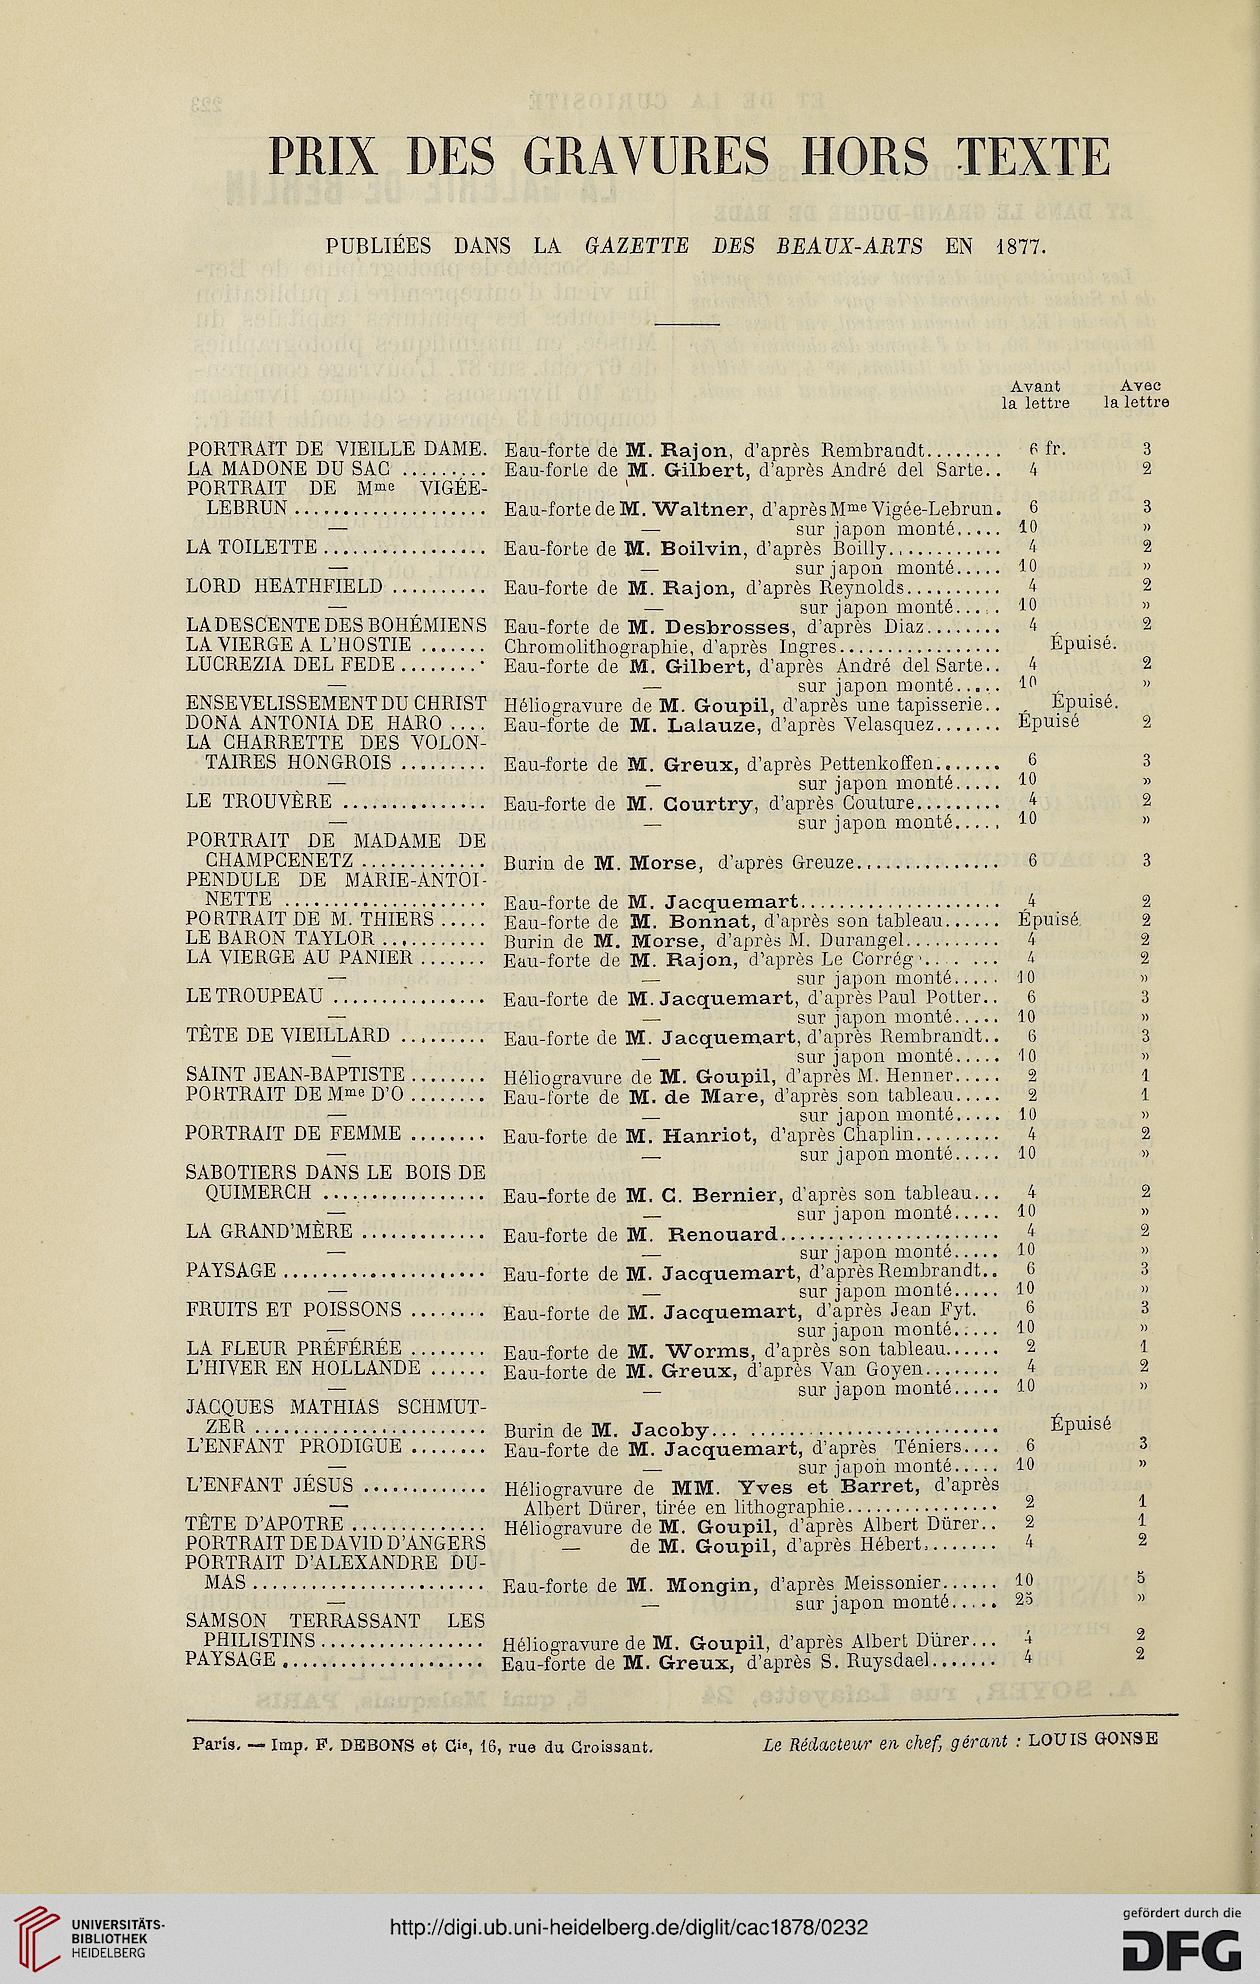 PRIX DES GRAVURES HORS TEXTE
PUBLIÉES DANS LA GAZETTE DES BEAUX-ARTS EN 1877.
Avant la lettre Avec la lettre
PORTRAIT DE VIEILLE DAME. Eau-forte de M. Rajon, d'après Rembrandt........ 6 fr. 3
LA MADONE DU SAC ......... Eau-forte de M. Gilbert, d'après André del Sarte.. 4 2
PORTRAIT DE Mme VIGÉE-
LEBRUN.................... Eau-forte de M. Waltner, d'après Mme Vigée-Lebrun. 6 3
— — sur japon monté..... 10 »
LA TOILETTE................. Eau-forte de M. Boilvin, d'après Boilly............ 4 2
— — sur japon monté..... 10 »
LORD HEATHFIELD .......... Eau-forte de M. Rajon, d'après Reynolds.......... 4 2
— — sur japon monté..... 10 »
LA DESCENTE DES BOHÉMIENS Eau-forte de M. Desbrosses, d'après Diaz........ 4 2
LA VIERGE A L'HOSTIE ....... Chromolithographie, d'après Ingres................. Épuisé.
LUCREZIA DEL FEDE......... Eau-forte de M. Gilbert, d'après André del Sarte.. 4 2
— — sur japon monté..... 10 »
ENSEVELISSEMENT DU CHRIST Héliogravure de M. Goupil, d'après une tapisserie.. Épuisé.
DONA ANTONIA DE HARO .... Eau-forte de M. Lalauze, d'après Velasquez....... Épuisé 2
LA CHARRETTE DES VOLON-
TAIRES HONGROIS ......... Eau-forte de M. Greux, d'après Pettenkoffen....... 6 3
— — sur japon monté..... 10 »
LE TROUVÈRE ............... Eau-forte de M. Courtry, d'après Couture......... 4 2
— — sur japon monté..... 10 »
PORTRAIT DE MADAME DE
CHAMPCENETZ ............. Burin de M. Morse, d'après Greuze............... 6 3
PENDULE DE MARIE-ANTOI-
NETTE ..................... Eau-forte de M. Jacquemart..................... 4 2
PORTRAIT DE M. THIERS ..... Eau-forte de M. Bonnat, d'après son tableau...... Épuisé 2
LE BARON TAYLOR ........... Burin de M. Morse, d'après M. Durangel.......... 4 2
LA VIERGE AU PANIER ....... Eau-forte de M. Rajon, d'après Le Corrég....... 4 2
— — sur japon monté..... 10 »
LE TROUPEAU ................ Eau-forte de M. Jacquemart, d'après Paul Potter.. 6 3
— — sur japon monté..... 10 »
TÊTE DE VIEILLARD ......... Eau-forte de M. Jacquemart, d'après Rembrandt.. 6 3
— — sur japon monté..... 10 »
SAINT JEAN-BAPTISTE ........ Héliogravure de M. Goupil, d'après M. Henner..... 2 1
PORTRAIT DE Mme D'O ........ Eau-forte de M. de Mare, d'après son tableau..... 2 1
— — sur japon monté..... 10 »
PORTRAIT DE FEMME ........ Eau-forte de M. Hanriot, d'après Chaplin......... 4 2
— — sur japon monté..... 10 »
SABOTIERS DANS LE BOIS DE
QUIMERCH ................. Eau-forte de M. C. Bernier, d'après son tableau... 4 2
— — sur japon monté..... 10 »
LA GRAND'MÈRE ............. Eau-forte de M. Renouard....................... 4 2
— — sur japon monté..... 10 »
PAYSAGE ..................... Eau-forte de M. Jacquemart, d'après Rembrandt.. 6 3
— — sur japon monté..... 10 »
FRUITS ET POISSONS ........ Eau-forte de M. Jacquemart, d'après Jean Fyt. 6 3
— sur japon monté..... 10 »
LA FLEUR PRÉFÉRÉE ........ Eau-forte de M. Worms, d'après son tableau...... 2 1
L'HIVER EN HOLLANDE ...... Eau-forte de M. Greux, d'après Van Goyen........ 4 2
— — sur japon monté..... 10 »
JACQUES MATHIAS SCHMUT-
ZER ........................ Burin de M. Jacoby............................. Épuisé
L'ENFANT PRODIGUE ........ Eau-forte de M. Jacquemart, d'après Téniers.... 6 3
— — sur japon monté..... 10 »
L'ENFANT JÉSUS ............. Héliogravure de MM. Yves et Barret, d'après
— Albert Dürer, tirée en lithographie................ 2 1
TÊTE D'APOTRE .............. Héliogravure de M. Goupil, d'après Albert Dürer.. 2 1
PORTRAIT DE DAVID D'ANGERS — de M. Goupil, d'après Hébert........ 4 2
PORTRAIT D'ALEXANDRE DU-
MAS ........................ Eau-forte de M. Mongin, d'après Meissonier...... 10 5
— — sur japon monté..... 25 »
SAMSON TERRASSANT LES
PHILISTINS................. Héliogravure de M. Goupil, d'après Albert Dürer... 4 2
PAYSAGE ..................... Eau-forte de M. Greux, d'après S. Ruysdael....... 4 2
Paris. — Imp. F. DEBONS et Cie, 16, rue du Croissant. Le Rédacteur en chef, gérant : LOUIS GONSE
UNIVERSITÄTS-
BIBLIOTHEK
HEIDELBERG
http://digi.ub.uni-heidelberg.de/diglit/cac1878/0232
gefördert durch die
DFG